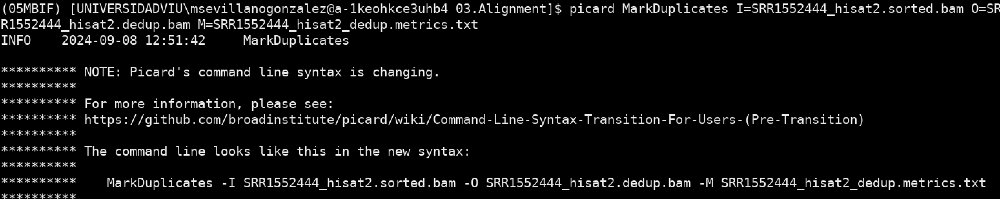 (05MBIF) [UNIVERSIDADVIU\msevillanogonzalez@a-1keohkce3uhb4 03.Alignment]$ picard MarkDuplicates I=SRR1552444_hisat2.sorted.bam O=SR
R1552444_hisat2.dedup.bam M=SRR1552444_hisat2_dedup.metrics.txt
INFO    2024-09-08 12:51:42     MarkDuplicates
********** NOTE: Picard's command line syntax is changing.
**********
********** For more information, please see:
********** https://github.com/broadinstitute/picard/wiki/Command-Line-Syntax-Transition-For-Users-(Pre-Transition)
**********
********** The command line looks like this in the new syntax:
**********
**********    MarkDuplicates -I SRR1552444_hisat2.sorted.bam -O SRR1552444_hisat2.dedup.bam -M SRR1552444_hisat2_dedup.metrics.txt
**********